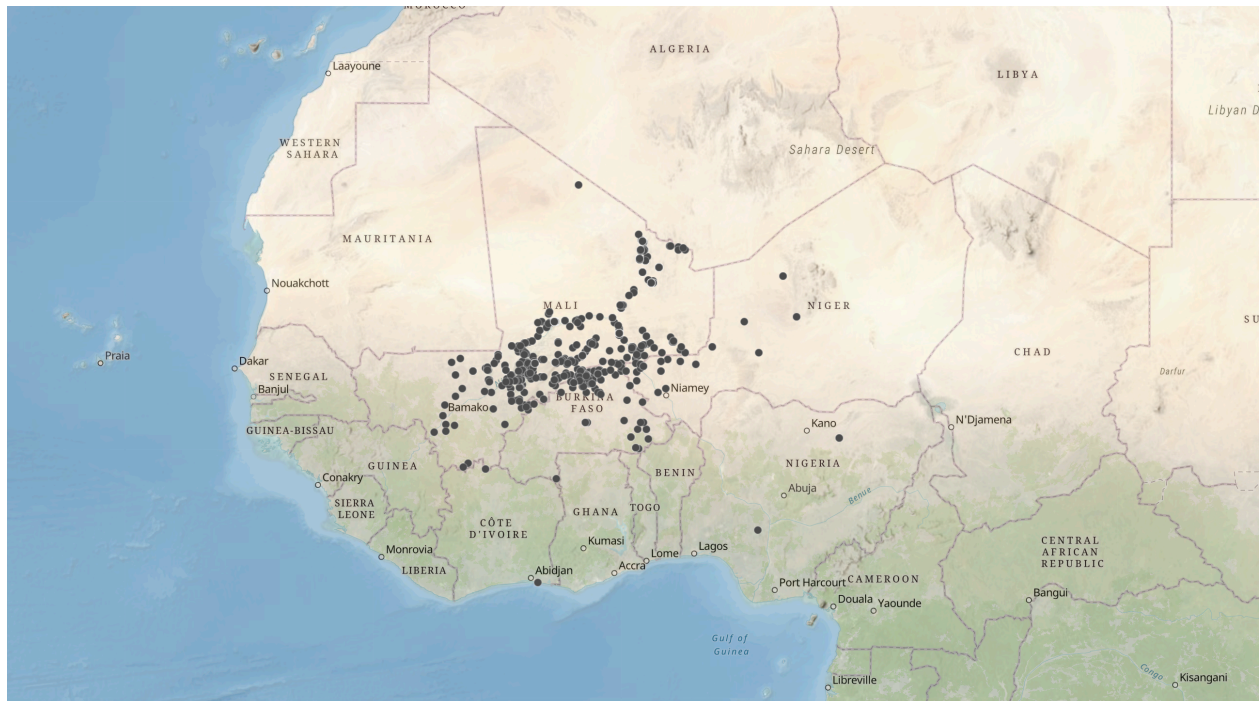 MOROCCO
ALGERIA
LIBYA
Laayoune
Libyan D
Sahara Desert
WESTERN
SAHARA
MAURITANIA
Nouakchott
MALI
NIGER
SU
CHAD
Praia
Dakar
SENEGAL
Banjul
Darfur
Niamey
BURKINA
FASO
Bamako
N'Djamena
Kano
GUINEA-BISSAU
GUINEA
NIGERIA
BENIN
Conakry
Abuja
Benue
SIERRA
LEONE
GHANA
TOGO
CÔTE
D'IVOIRE
Kumasi
Lome
Lagos
CENTRAL
AFRICAN
REPUBLIC
Monrovia
LIBERIA
Abidjan
Accra
Port Harcourt
CAMEROON
Douala
Yaounde
Bangui
Gulf of
Guinea
Libreville
Congo
Kisangani